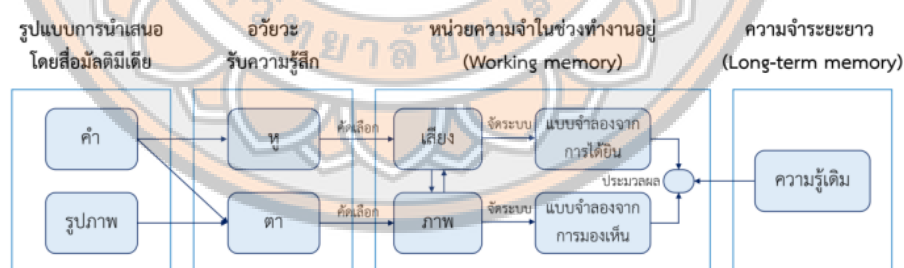 รูปแบบการนำเสนอ
โดยสื่อมัลติมีเดีย
อวัยวะ
รับความรู้สึก
หน่วยความจำในช่วงทำงานอยู่
(Working memory)
ความจำระยะยาว
(Long-term memory)
คำ
หู
คัดเลือก
เสียง
จัดระบบ
แบบจำลองจาก
การได้ยิน
ประมวลผล
ความรู้เดิม
รูปภาพ
ตา
คัดเลือก
ภาพ
จัดระบบ
แบบจำลองจาก
การมองเห็น